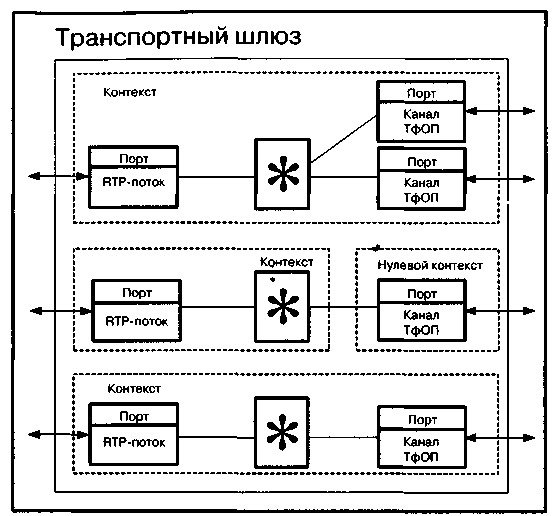 Транспортный шлюз
Контекст
Порт
Канал
ТфОП
Порт
RTP-поток
*
Порт
Канал
ТфОП
Контекст
Порт
RTP-поток
*
Нулевой контекст
Порт
Канал
ТфОП
Контекст
Порт
RTP-поток
*
Порт
Канал
ТфОП